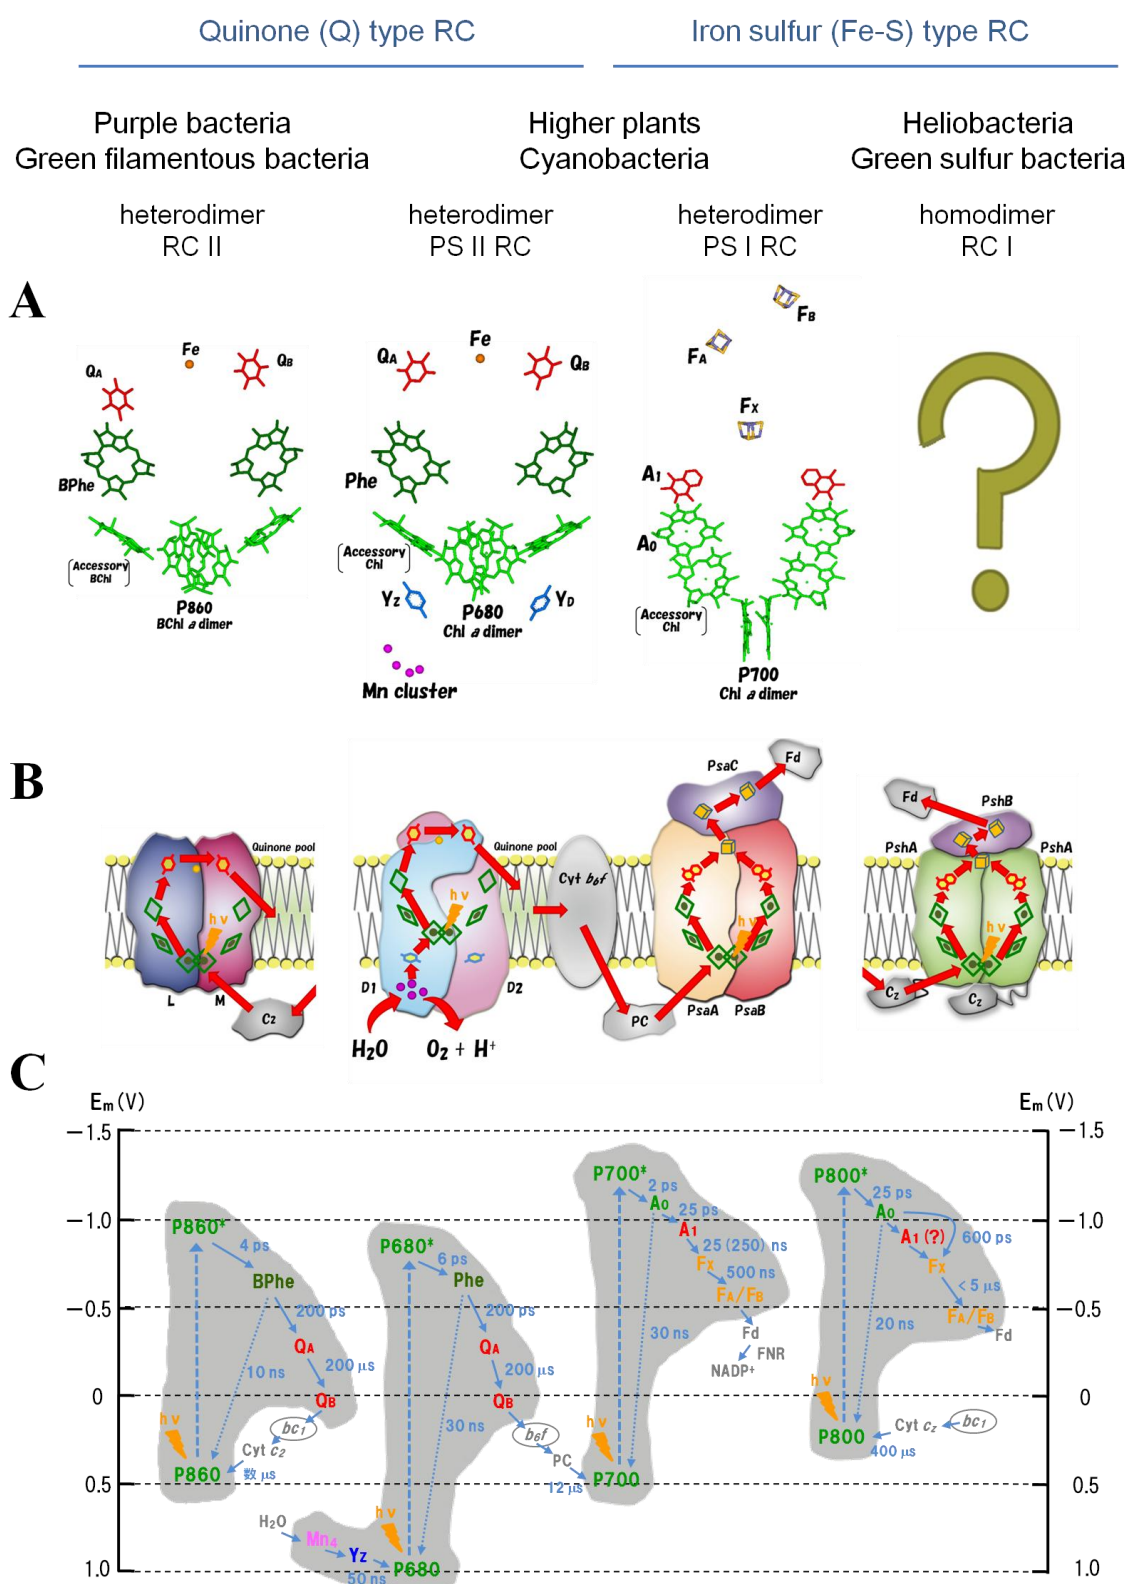 Quinone (Q) type RC
Iron sulfur (Fe-S) type RC
Purple bacteria
Green filamentous bacteria
Higher plants
Cyanobacteria
Heliobacteria
Green sulfur bacteria
heterodimer
RC II
heterodimer
PS II RC
heterodimer
PS I RC
homodimer
RC I
A
QA
Fe
QB
BPhe
Accessory
BChl
P860
BChl a dimer
QA
Fe
QB
Phe
Accessory
Chl
YZ
P680
Chl a dimer
YD
Mn cluster
FB
FA
FX
A1
A0
Accessory
Chl
P700
Chl a dimer
?
B
Quinone pool
hν
L
M
C2
Quinone pool
hν
D1
D2
H2O
O2 + H+
Cyt b6f
PC
PsaC
Fd
hν
PsaA
PsaB
Fd
PshB
PshA
PshA
hν
Cz
Cz
C
Em(V)
Em(V)
−1.5
−1.0
−0.5
0
0.5
1.0
P860*
4 ps
BPhe
200 ps
QA
10 ns
200 μs
QB
hν
bc1
Cyt c2
P860
数 μs
P680*
6 ps
Phe
200 ps
QA
200 μs
QB
30 ns
b6f
PC
12 μs
H2O
Mn4
YZ
50 ns
hν
P680
P700*
2 ps
A0
25 ps
A1
25 (250) ns
FX
500 ns
FA/FB
Fd
FNR
NADP+
30 ns
hν
P700
P800*
25 ps
A0
A1(?)
600 ps
FX
<5 μs
FA/FB
Fd
20 ns
hν
P800
Cyt cz
bc1
400 μs
−1.5
−1.0
−0.5
0
0.5
1.0